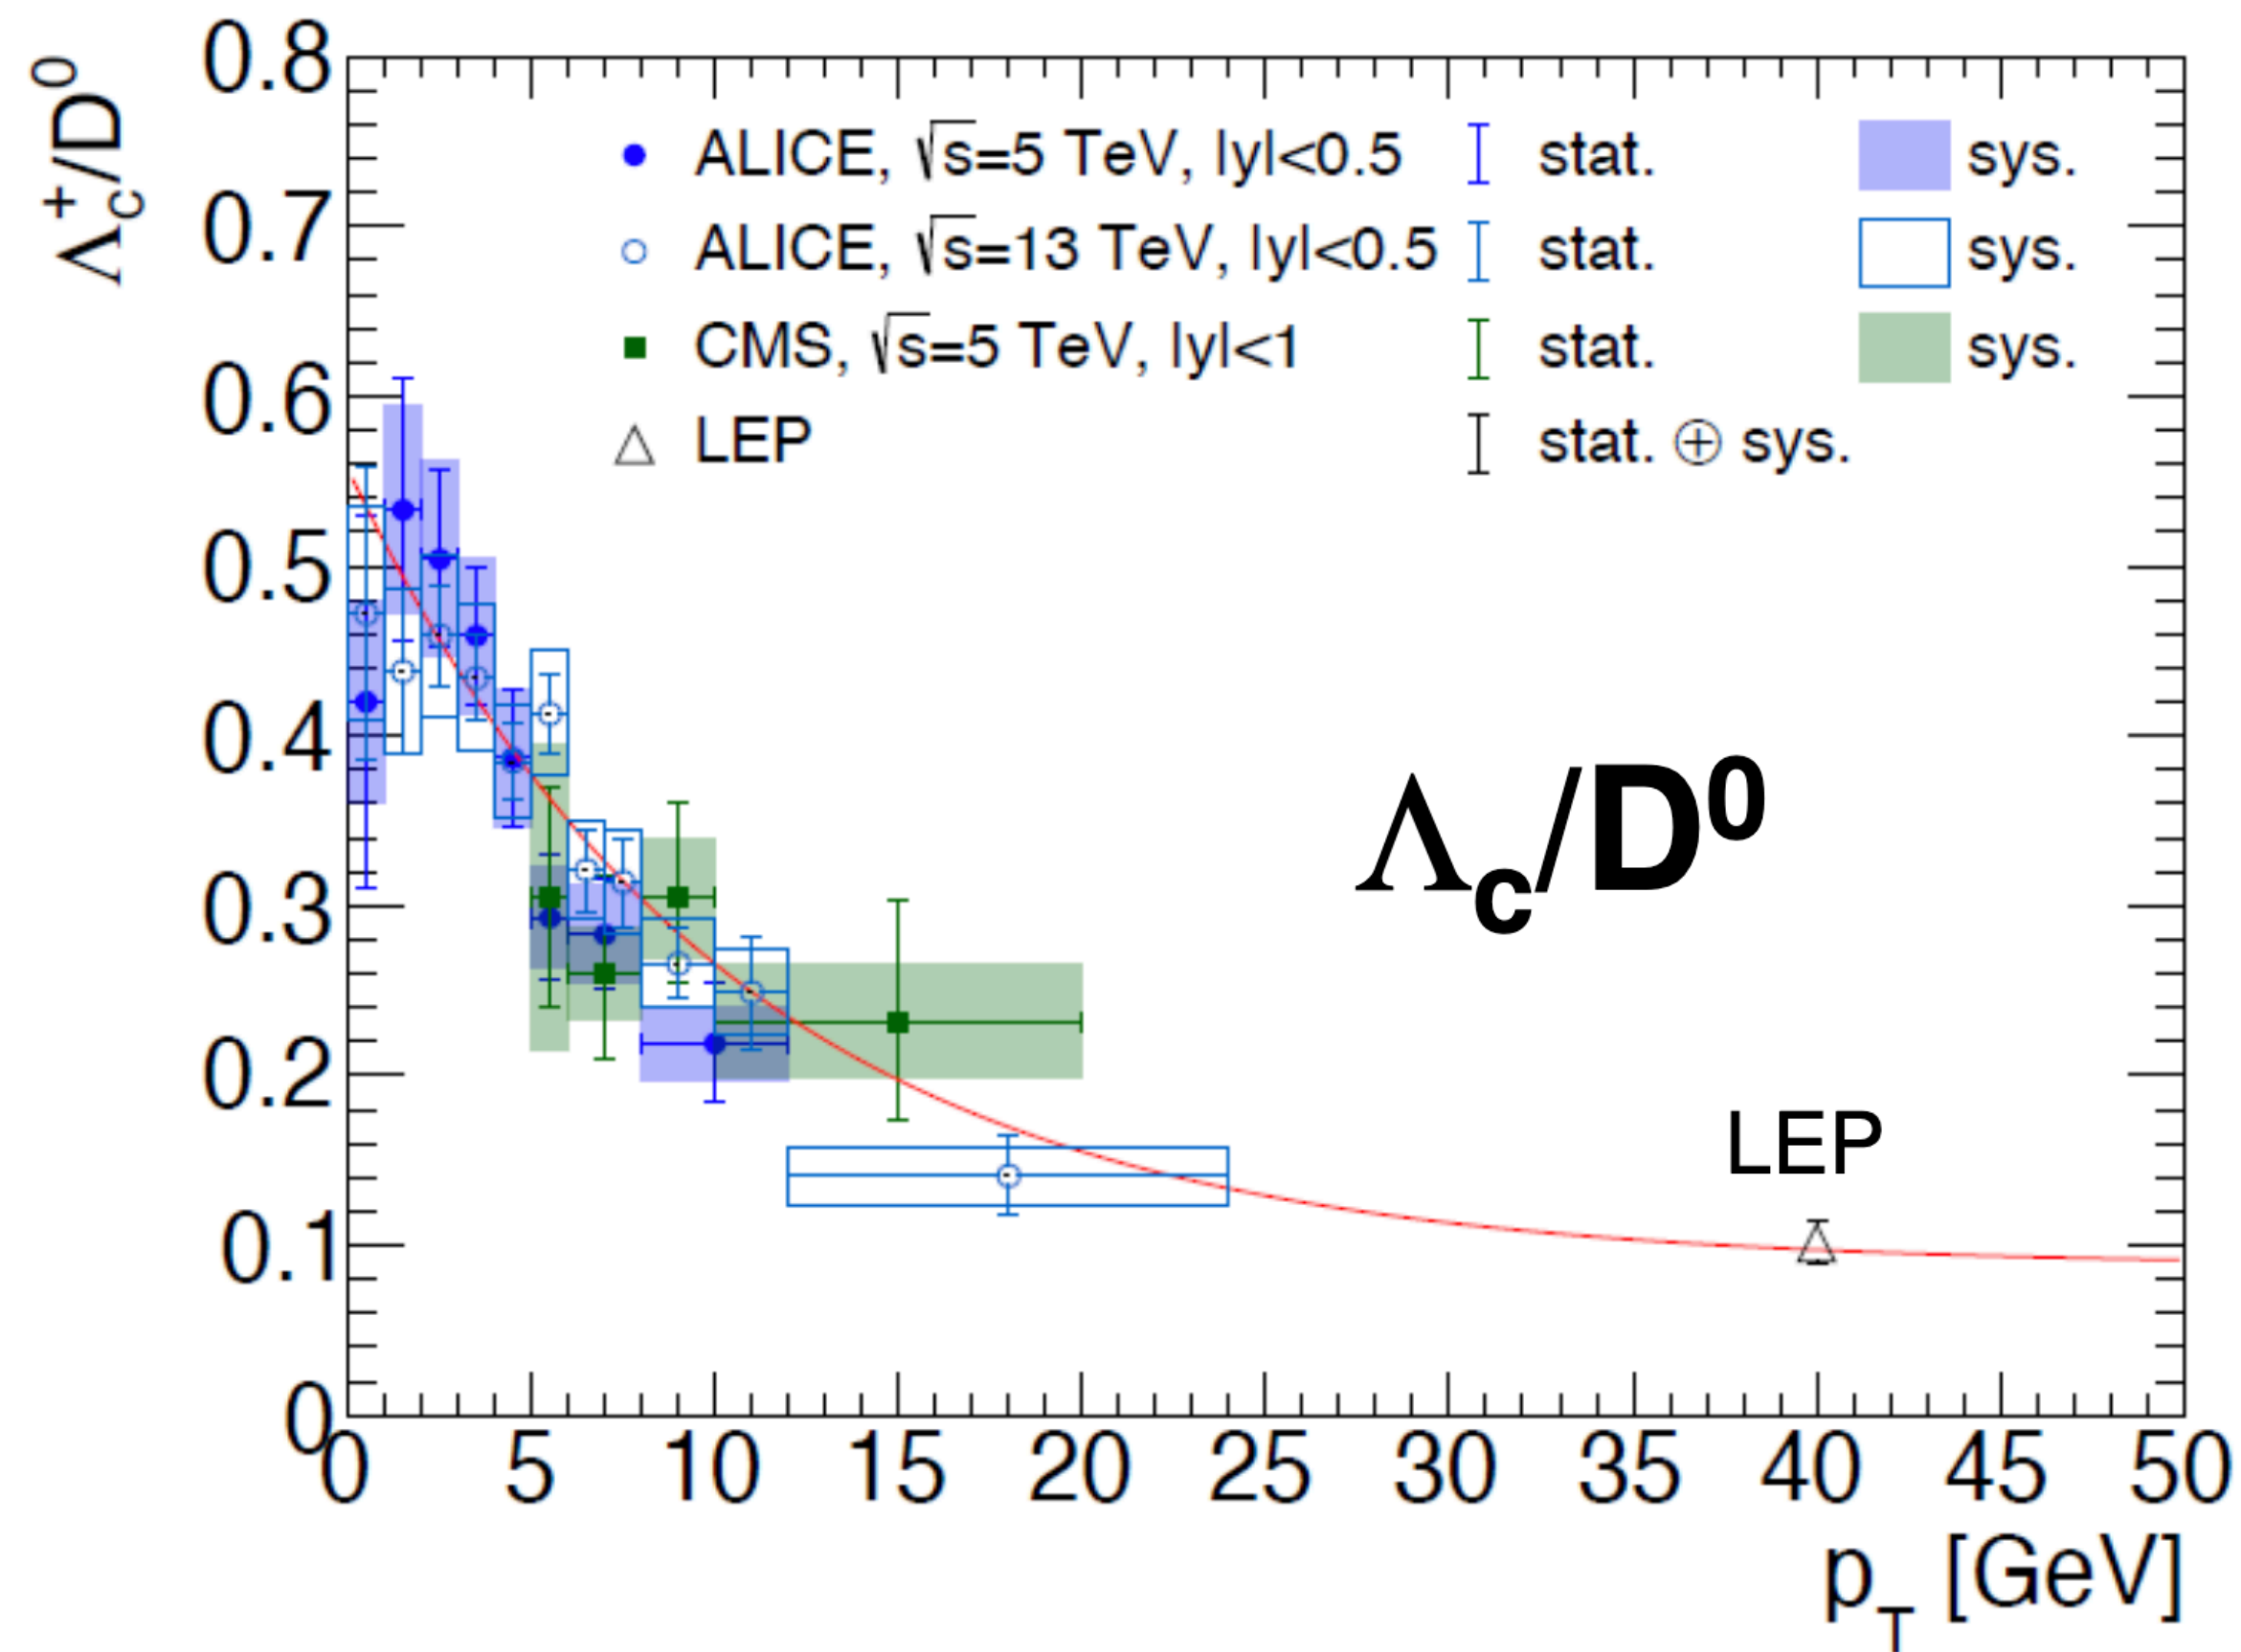 Λc+/D0
0.8
0.7
0.6
0.5
0.4
0.3
0.2
0.1
0
ALICE, √s=5 TeV, |y|<0.5 stat. sys.
ALICE, √s=13 TeV, |y|<0.5 stat. sys.
CMS, √s=5 TeV, |y|<1 stat. sys.
LEP stat. ⊕ sys.
Λc/D0
LEP
0 5 10 15 20 25 30 35 40 45 50
pT [GeV]